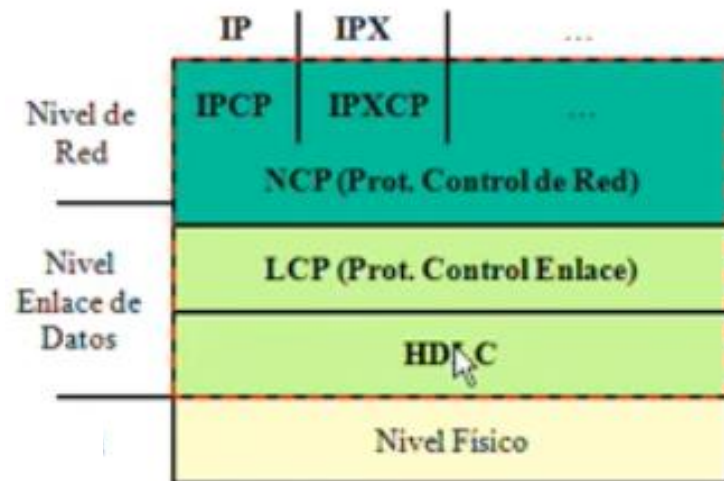 IP IPX ...
Nivel de Red
IPCP IPXCP ...
NCP (Prot. Control de Red)
Nivel Enlace de Datos
LCP (Prot. Control Enlace)
HDLC
Nivel Físico